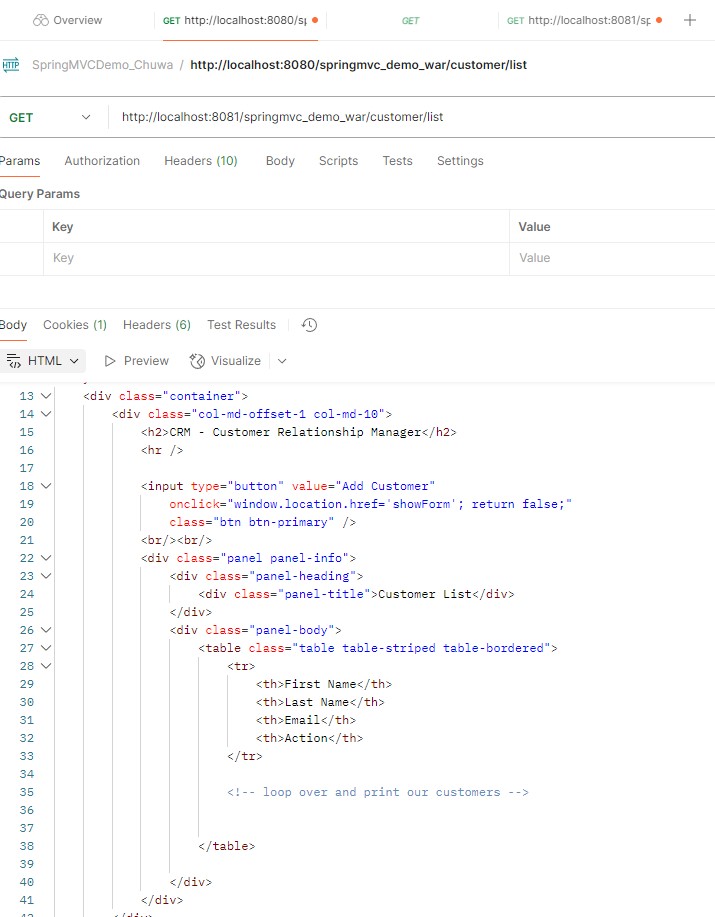 Overview GET http://localhost:8080/sp GET GET http://localhost:8081/sp
HTTP SpringMVCDemo_Chuwa / http://localhost:8080/springmvc_demo_war/customer/list
GET http://localhost:8081/springmvc_demo_war/customer/list
Params Authorization Headers (10) Body Scripts Tests Settings
Query Params
Key Value
Key Value
Body Cookies (1) Headers (6) Test Results
HTML Preview Visualize
13 <div class="container">
14 <div class="col-md-offset-1 col-md-10">
15 <h2>CRM - Customer Relationship Manager</h2>
16 <hr />
17
18 <input type="button" value="Add Customer"
19 onclick="window.location.href='showForm'; return false;"
20 class="btn btn-primary" />
21 <br/><br/>
22 <div class="panel panel-info">
23 <div class="panel-heading">
24 <div class="panel-title">Customer List</div>
25 </div>
26 <div class="panel-body">
27 <table class="table table-striped table-bordered">
28 <tr>
29 <th>First Name</th>
30 <th>Last Name</th>
31 <th>Email</th>
32 <th>Action</th>
33 </tr>
34
35 <!-- loop over and print our customers -->
36
37
38 </table>
39
40 </div>
41 </div>